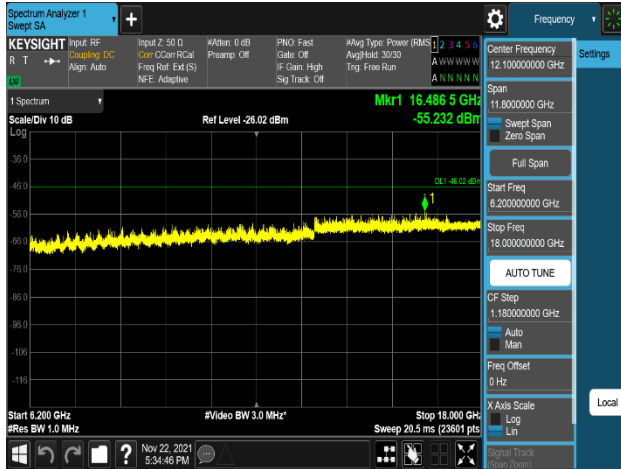 Spectrum Analyzer 1
Swept SA
+
Frequency
KEYSIGHT
R T
LXI
Input: RF
Coupling: DC
Align: Auto
Input Z: 50 Ω
Corr CCorr RCal
Freq Ref: Ext (S)
NFE: Adaptive
#Atten: 0 dB
Preamp: Off
PNO: Fast
Gate: Off
IF Gain: High
Sig Track: Off
#Avg Type: Power (RMS
Avg|Hold: 30/30
Trig: Free Run
1 2 3 4 5 6
A W W W W W
A N N N N N
1 Spectrum
Scale/Div 10 dB
Log
Ref Level -26.02 dBm
Mkr1 16.486 5 GHz
-55.232 dBm
DL1 -46.02 dBm
1
-36.0
-46.0
-56.0
-66.0
-76.0
-86.0
-96.0
-106
-116
Start 6.200 GHz
#Res BW 1.0 MHz
#Video BW 3.0 MHz*
Stop 18.000 GHz
Sweep 20.5 ms (23601 pts)
?
Nov 22, 2021
5:34:46 PM
Center Frequency
12.100000000 GHz
Span
11.8000000 GHz
Swept Span
Zero Span
Full Span
Start Freq
6.200000000 GHz
Stop Freq
18.000000000 GHz
AUTO TUNE
CF Step
1.180000000 GHz
Auto
Man
Freq Offset
0 Hz
X Axis Scale
Log
Lin
Signal Track
(Span Zoom)
Settings
Local